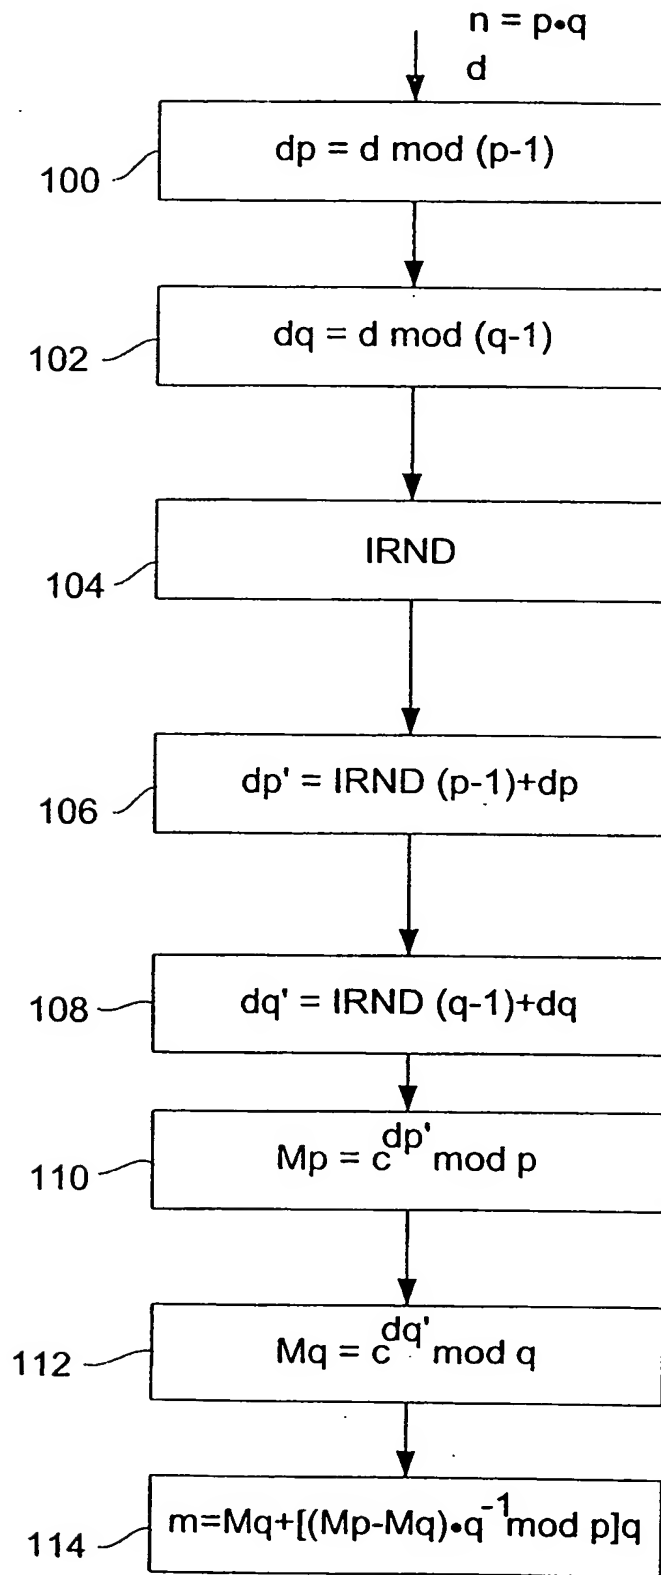 n = p•q
d
100
dp = d mod (p-1)
102
dq = d mod (q-1)
104
IRND
106
dp' = IRND (p-1)+dp
108
dq' = IRND (q-1)+dq
110
Mp = c^dp' mod p
112
Mq = c^dq' mod q
114
m=Mq+[(Mp-Mq)•q^-1 mod p]q